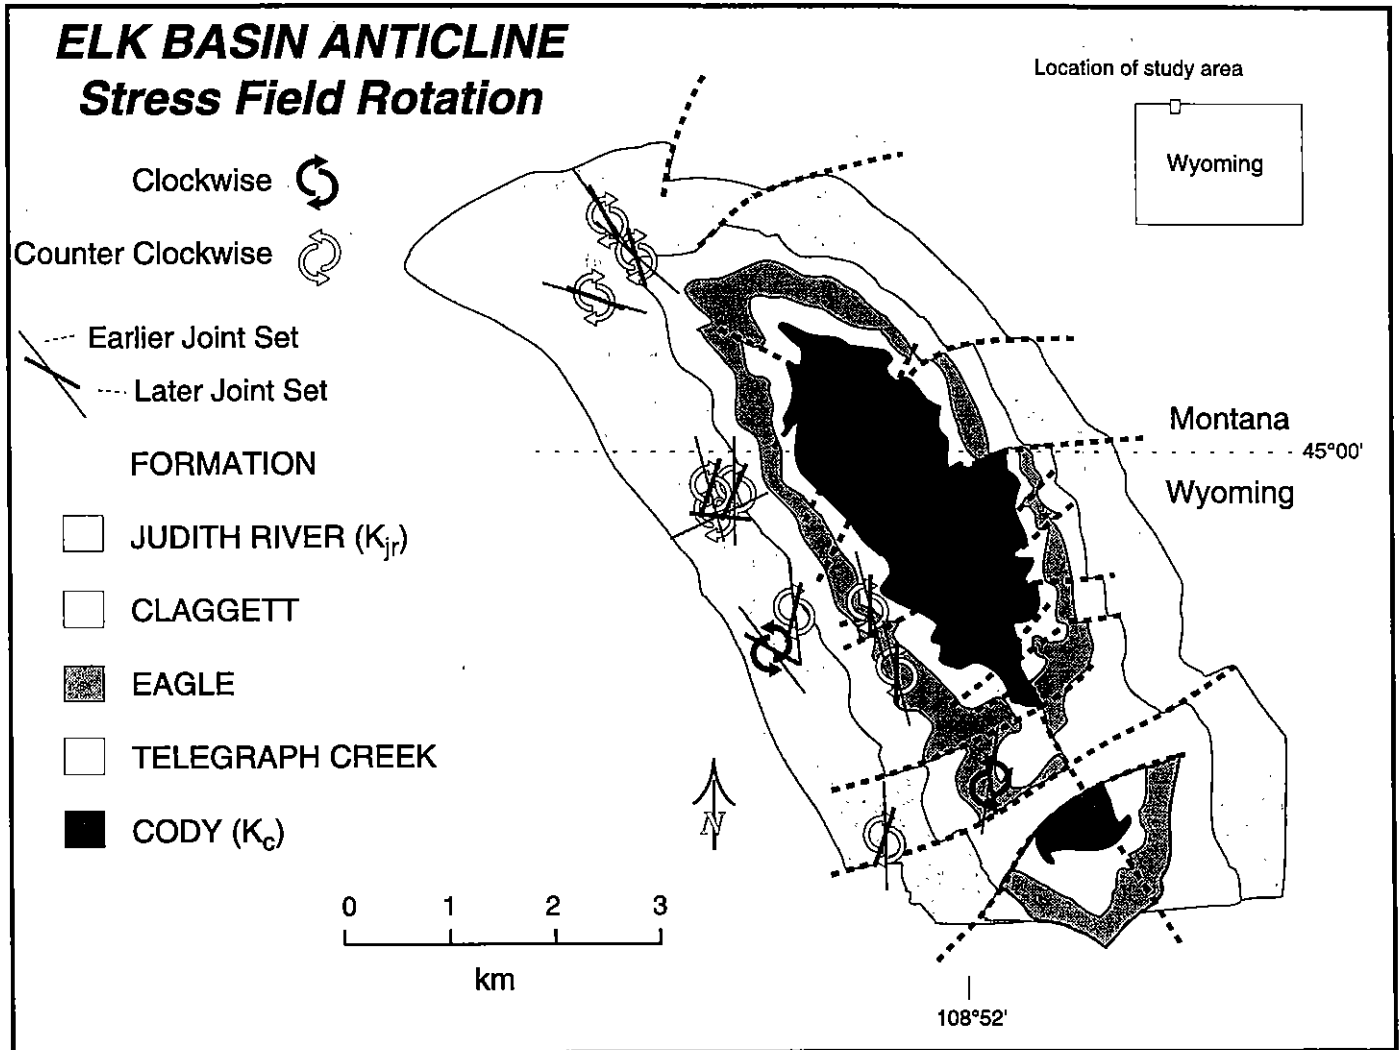 ELK BASIN ANTICLINE
Stress Field Rotation
Clockwise
Counter Clockwise
Earlier Joint Set
Later Joint Set
FORMATION
JUDITH RIVER (Kjr)
CLAGGETT
EAGLE
TELEGRAPH CREEK
CODY (Kc)
0 1 2 3
km
N
Location of study area
Wyoming
Montana
45°00'
Wyoming
108°52'